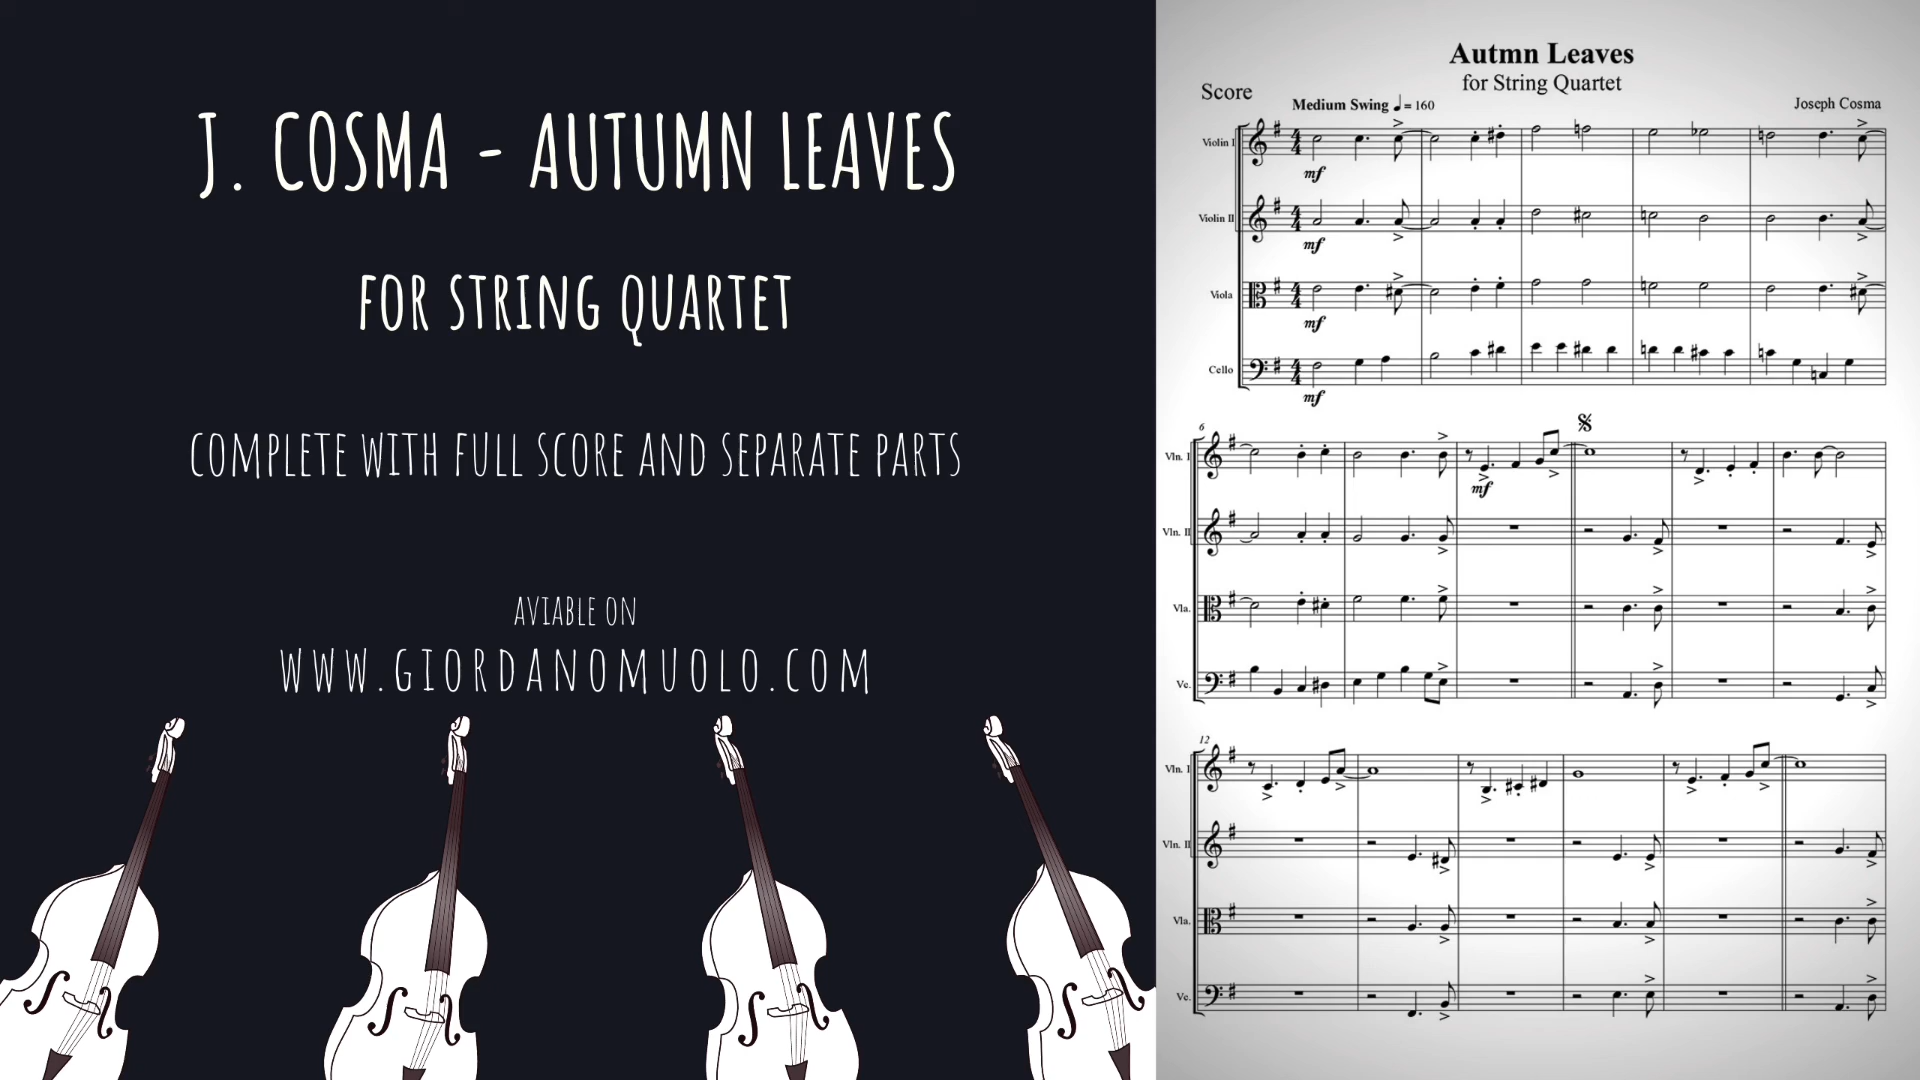 J. COSMA - AUTUMN LEAVES
FOR STRING QUARTET
COMPLETE WITH FULL SCORE AND SEPARATE PARTS
AVIABLE ON
WWW.GIORDANOMUOLO.COM
Autmn Leaves
for String Quartet
Score
Medium Swing ♩= 160
Joseph Cosma
Violin I
mf
Violin II
mf
Viola
mf
Cello
mf
6
Vln. I
mf
Vln. II
Vla.
Vc.
12
Vln. I
Vln. II
Vla.
Vc.